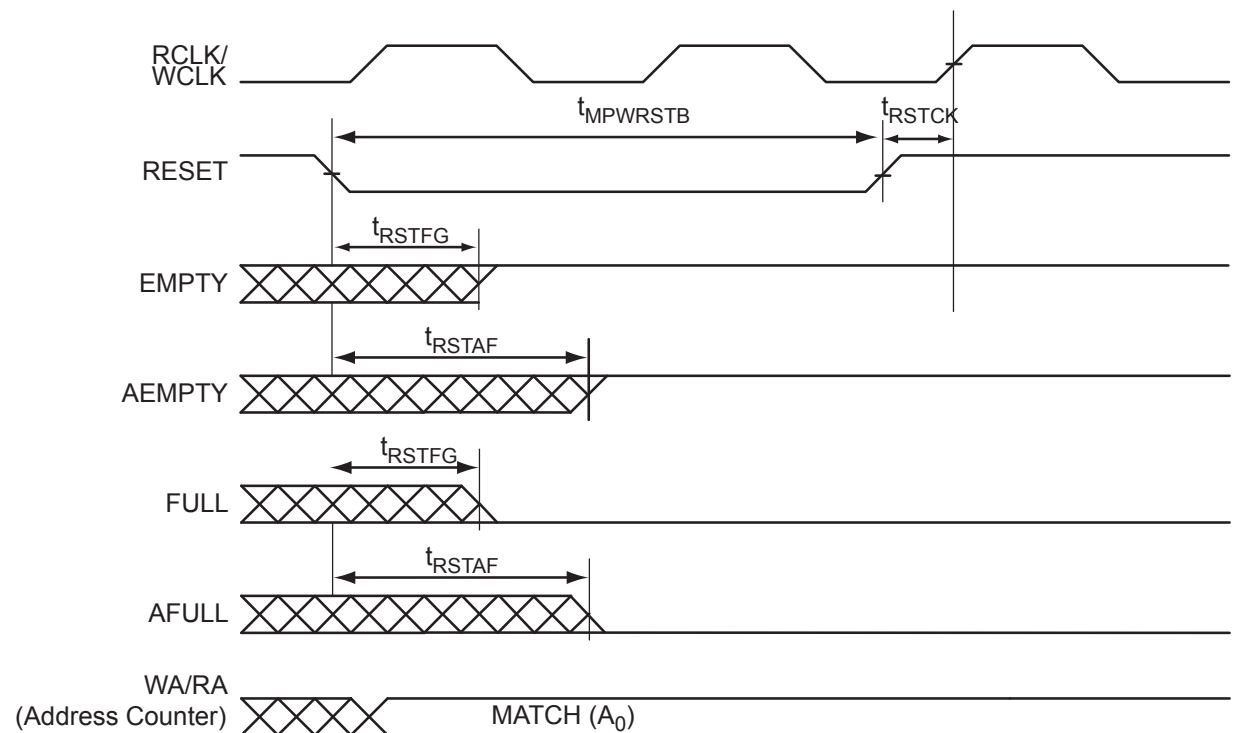 RCLK/
WCLK
tMPWRSTB
tRSTCK
RESET
tRSTFG
EMPTY
tRSTAF
AEMPTY
tRSTFG
FULL
tRSTAF
AFULL
WA/RA
(Address Counter)
MATCH (A0)